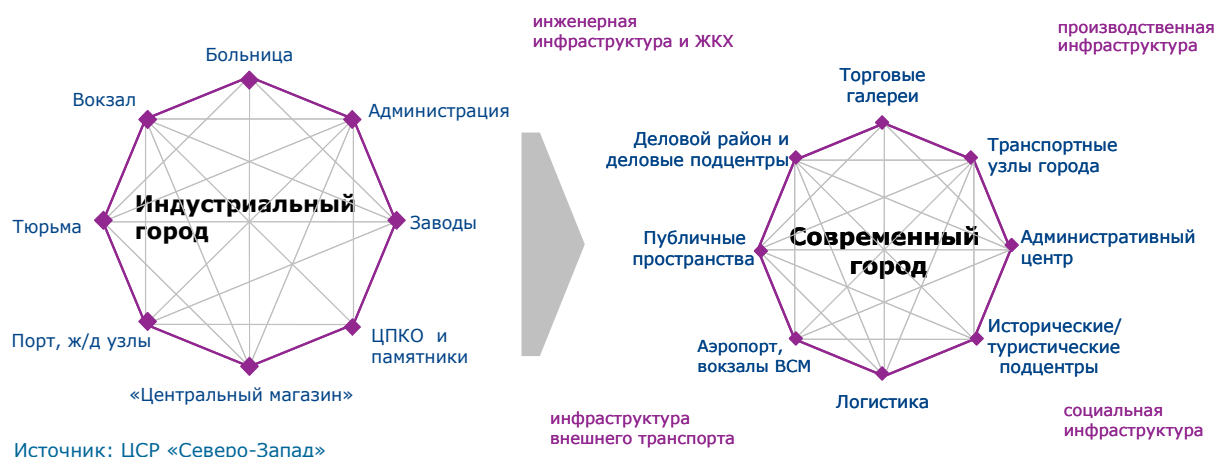 инженерная
инфраструктура и ЖКХ
производственная
инфраструктура
Больница
Вокзал
Администрация
Индустриальный
город
Тюрьма
Заводы
Порт, ж/д узлы
ЦПКО и
памятники
«Центральный магазин»
Торговые
галереи
Деловой район и
деловые подцентры
Транспортные
узлы города
Публичные
пространства
Современный
город
Административный
центр
Аэропорт,
вокзалы ВСМ
Исторические/
туристические
подцентры
Логистика
инфраструктура
внешнего транспорта
социальная
инфраструктура
Источник: ЦСР «Северо-Запад»